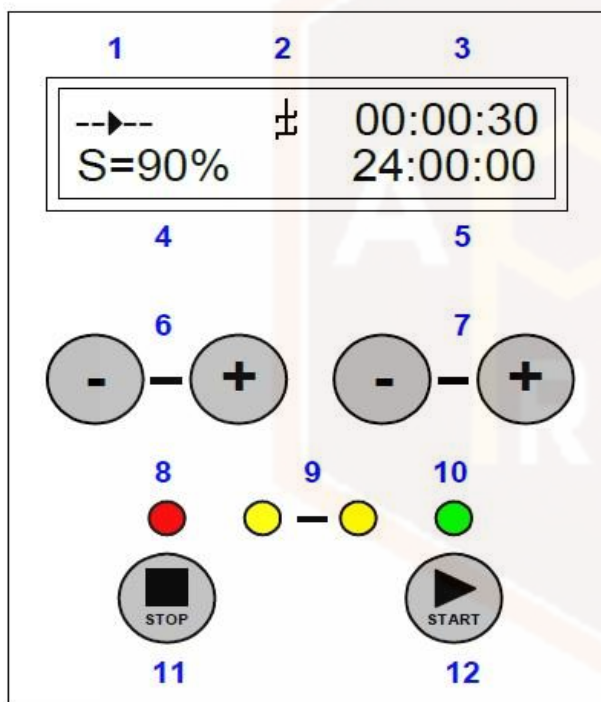 1 2 3
--▶-- 00:00:30
S=90% 24:00:00
4 5
6 7
- — + - — +
8 9 10
—
STOP START
11 12
A
R